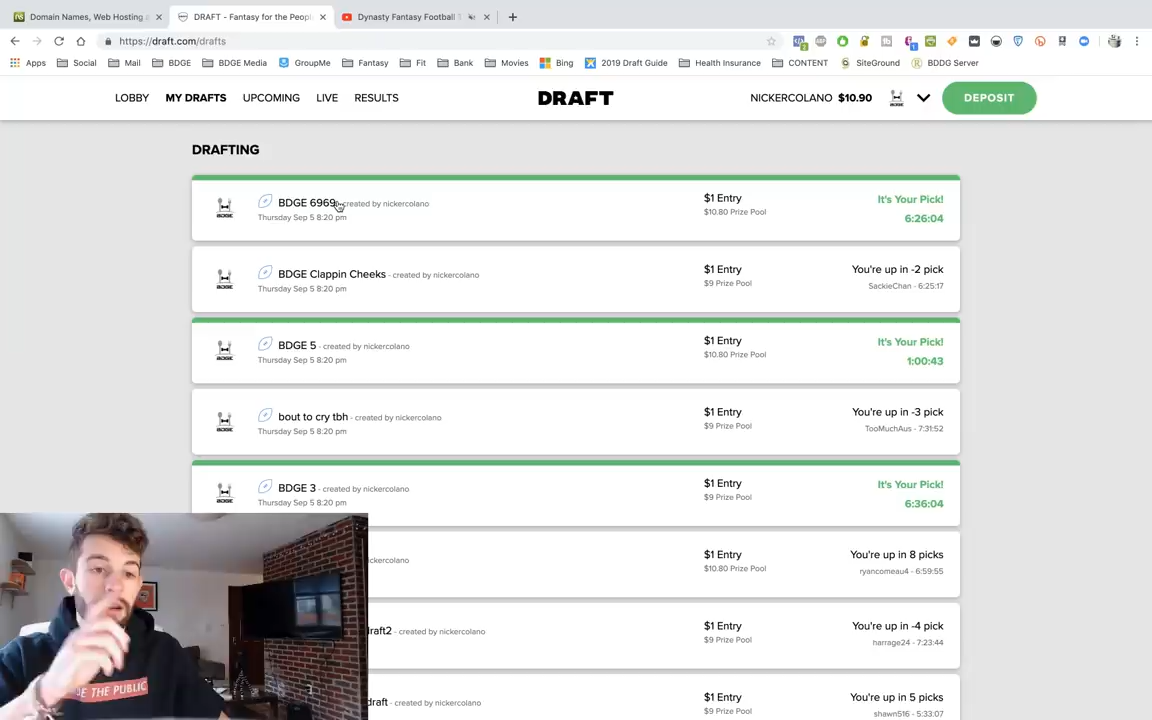 Domain Names, Web Hosting a
DRAFT - Fantasy for the Peopl
Dynasty Fantasy Football
https://draft.com/drafts
Apps Social Mail BDGE BDGE Media GroupMe Fantasy Fit Bank Movies Bing 2019 Draft Guide Health Insurance CONTENT SiteGround BDDG Server
LOBBY MY DRAFTS UPCOMING LIVE RESULTS DRAFT NICKERCOLANO $10.90 DEPOSIT
DRAFTING
BDGE 6969 - created by nickercolano
Thursday Sep 5 8:20 pm
$1 Entry
$10.80 Prize Pool
It's Your Pick!
6:26:04
BDGE Clappin Cheeks - created by nickercolano
Thursday Sep 5 8:20 pm
$1 Entry
$9 Prize Pool
You're up in -2 pick
SackieChan - 6:25:17
BDGE 5 - created by nickercolano
Thursday Sep 5 8:20 pm
$1 Entry
$10.80 Prize Pool
It's Your Pick!
1:00:43
bout to cry tbh - created by nickercolano
Thursday Sep 5 8:20 pm
$1 Entry
$9 Prize Pool
You're up in -3 pick
TooMuchAus - 7:31:52
BDGE 3 - created by nickercolano
Thursday Sep 5 8:20 pm
$1 Entry
$9 Prize Pool
It's Your Pick!
6:36:04
ickercolano
$1 Entry
$10.80 Prize Pool
You're up in 8 picks
ryancomeau4 - 6:59:55
raft2 - created by nickercolano
$1 Entry
$9 Prize Pool
You're up in -4 pick
harrage24 - 7:23:44
draft - created by nickercolano
$1 Entry
$9 Prize Pool
You're up in 5 picks
shawn516 - 5:33:07
THE PUBLIC